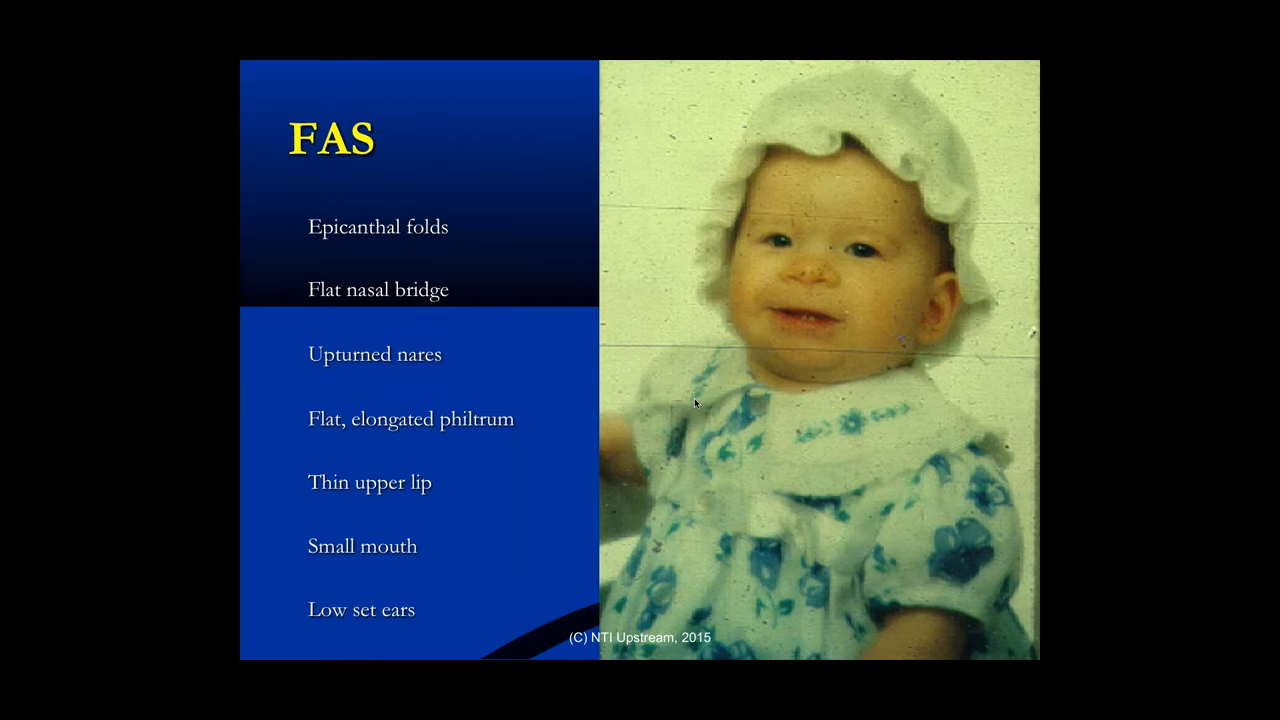 FAS
Epicanthal folds
Flat nasal bridge
Upturned nares
Flat, elongated philtrum
Thin upper lip
Small mouth
Low set ears
(C) NTI Upstream, 2015